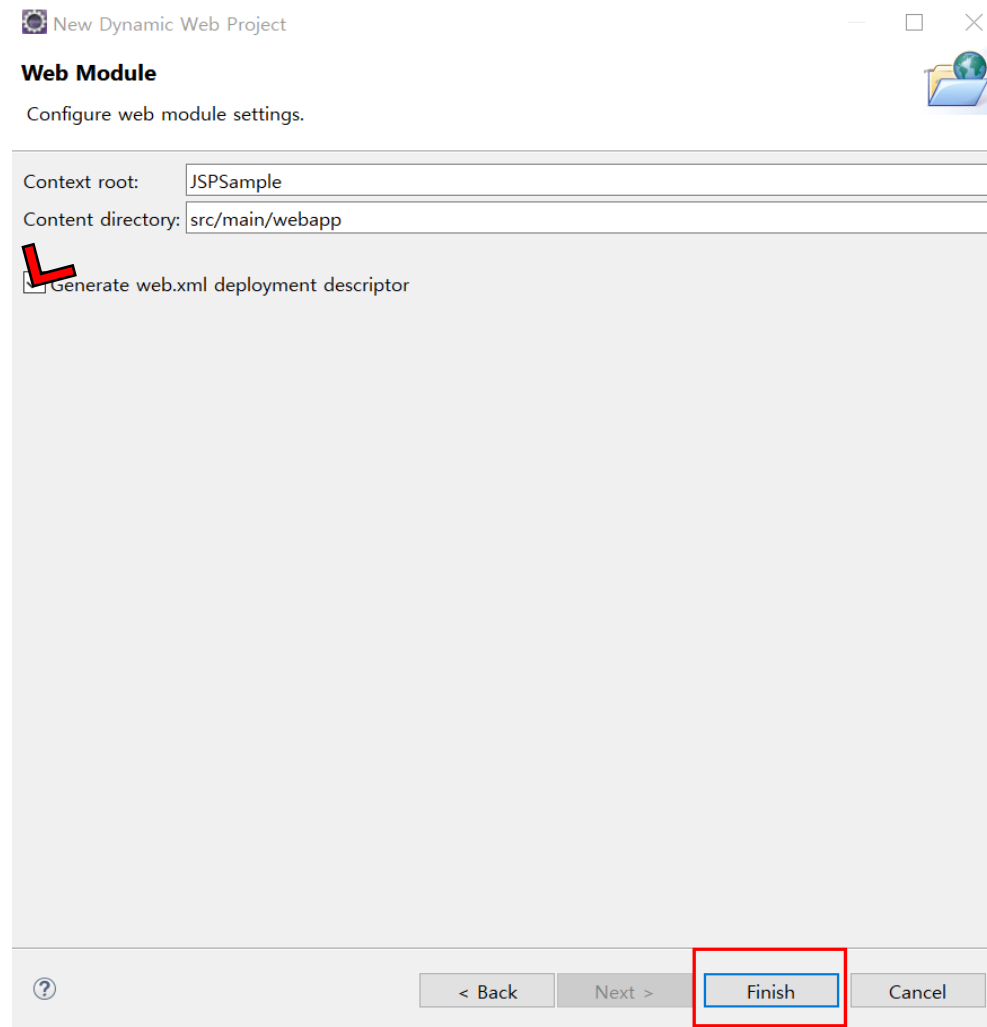 New Dynamic Web Project
Web Module
Configure web module settings.
Context root: JSPSample
Content directory: src/main/webapp
Generate web.xml deployment descriptor
?
< Back Next > Finish Cancel